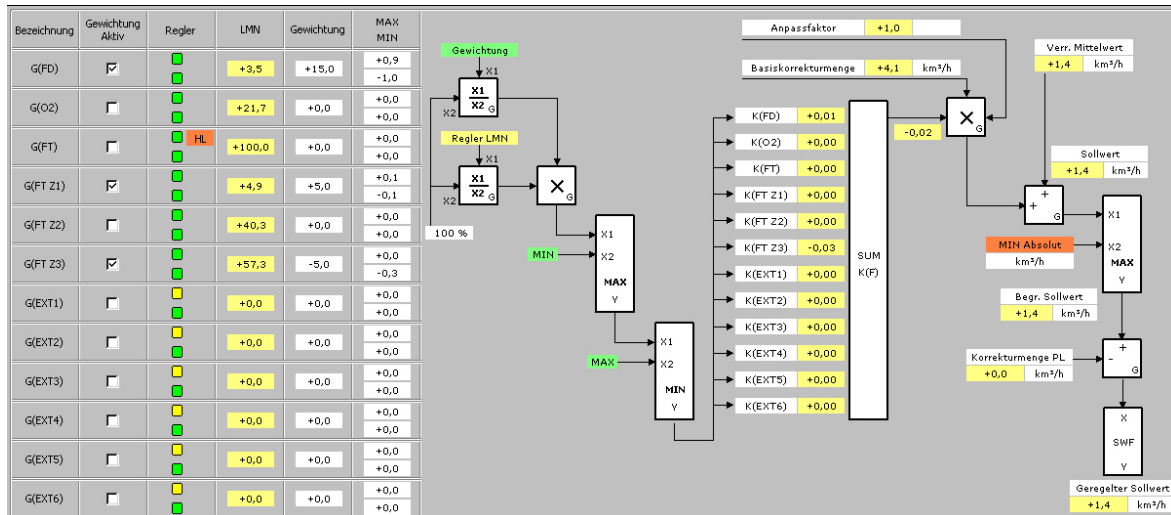 Bezeichnung Gewichtung Aktiv Regler LMN Gewichtung MAX MIN
G(FD) +3,5 +15,0 +0,9
-1,0
G(O2) +21,7 +0,0 +0,0
+0,0
G(FT) HL +100,0 +0,0 +0,0
+0,0
G(FT Z1) +4,9 +5,0 +0,1
-0,1
G(FT Z2) +40,3 +0,0 +0,0
+0,0
G(FT Z3) +57,3 -5,0 +0,0
-0,3
G(EXT1) +0,0 +0,0 +0,0
+0,0
G(EXT2) +0,0 +0,0 +0,0
+0,0
G(EXT3) +0,0 +0,0 +0,0
+0,0
G(EXT4) +0,0 +0,0 +0,0
+0,0
G(EXT5) +0,0 +0,0 +0,0
+0,0
G(EXT6) +0,0 +0,0 +0,0
+0,0
Gewichtung
X1
X1
X2 G
X2
Regler LMN
X1
X1
X2 G
X2
X G
100 %
MIN
X1
X2
MAX
Y
MAX
X1
X2
MIN
Y
K(FD) +0,01
K(O2) +0,00
K(FT) +0,00
K(FT Z1) +0,00
K(FT Z2) +0,00
K(FT Z3) -0,03
K(EXT1) +0,00
K(EXT2) +0,00
K(EXT3) +0,00
K(EXT4) +0,00
K(EXT5) +0,00
K(EXT6) +0,00
SUM
K(F)
Anpassfaktor +1,0
Basiskorrekturmenge +4,1 km³/h
-0,02
X G
Verr. Mittelwert
+1,4 km³/h
+
+
G
Sollwert
+1,4 km³/h
MIN Absolut
km³/h
X1
X2
MAX
Y
Begr. Sollwert
+1,4 km³/h
Korrekturmenge PL
+0,0 km³/h
+
-
G
X
SWF
Y
Geregelter Sollwert
+1,4 km³/h